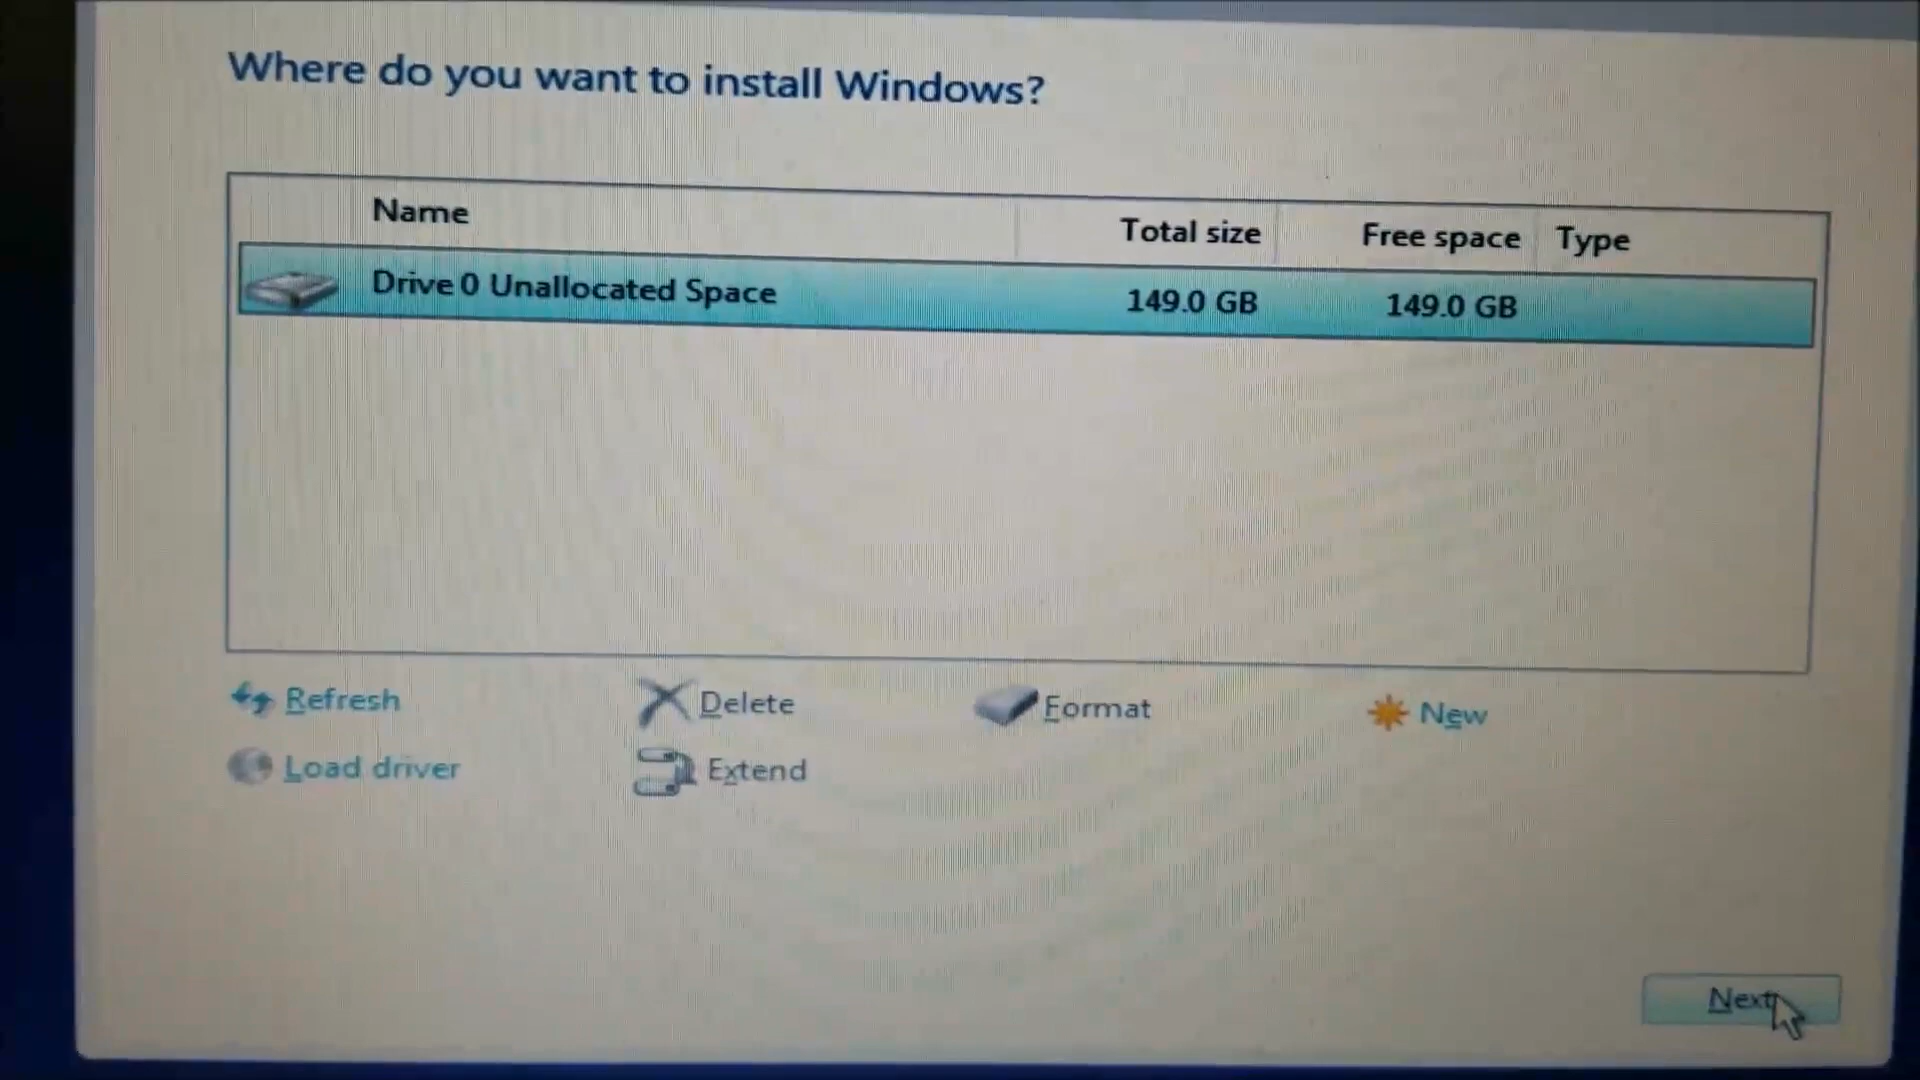 Where do you want to install Windows?
Name Total size Free space Type
Drive 0 Unallocated Space 149.0 GB 149.0 GB
Refresh Delete Format New
Load driver Extend
Next